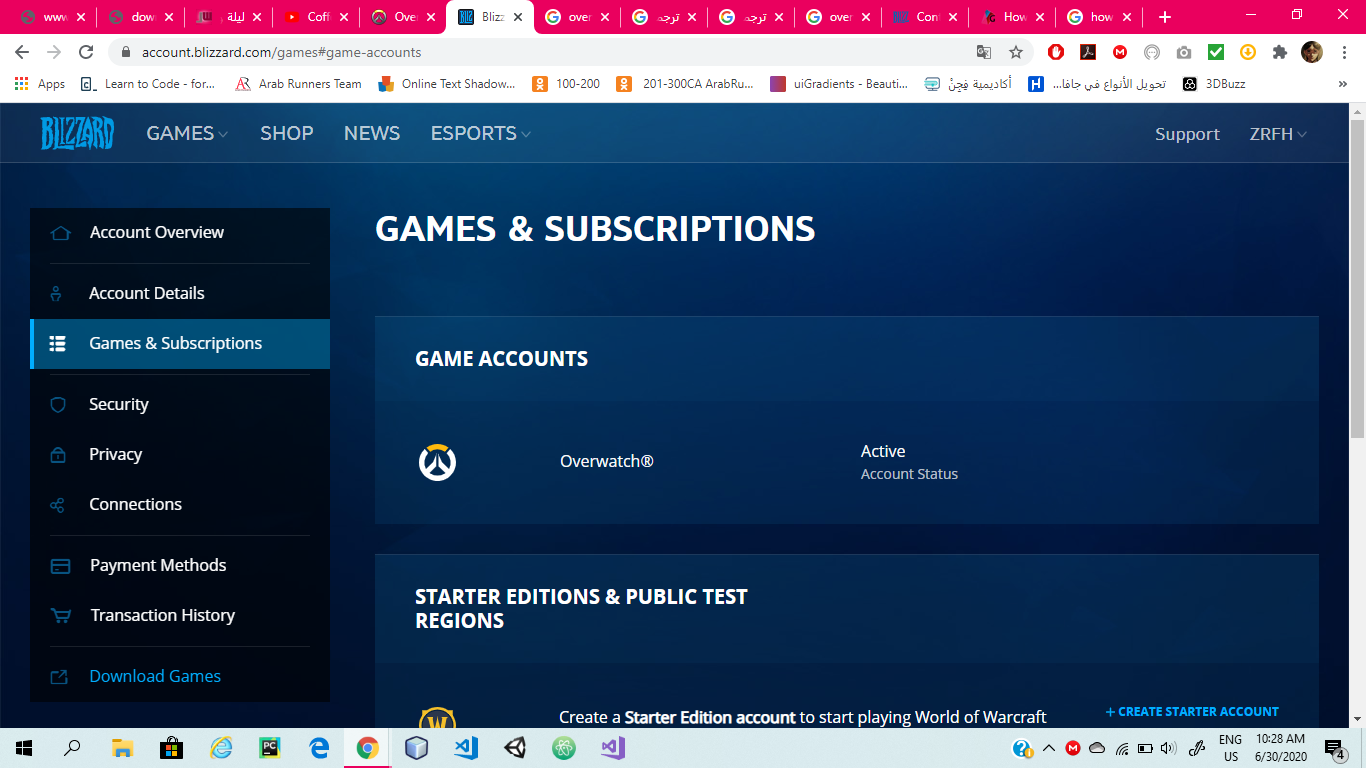 www
dow
ليلة
Coff
Ove
Bliz
over
ترجمة
ترجمة
over
Con
How
how
account.blizzard.com/games#game-accounts
Apps
Learn to Code - for...
Arab Runners Team
Online Text Shadow...
100-200
201-300CA ArabRu...
uiGradients - Beauti...
أكاديمية فِجِنْ
تحويل الأنواع في جافا...
3DBuzz
»
BLIZZARD
GAMES
SHOP
NEWS
ESPORTS
Support
ZRFH
Account Overview
Account Details
Games & Subscriptions
Security
Privacy
Connections
Payment Methods
Transaction History
Download Games
GAMES & SUBSCRIPTIONS
GAME ACCOUNTS
Overwatch®
Active
Account Status
STARTER EDITIONS & PUBLIC TEST
REGIONS
Create a Starter Edition account to start playing World of Warcraft
+ CREATE STARTER ACCOUNT
ENG
US
10:28 AM
6/30/2020
4